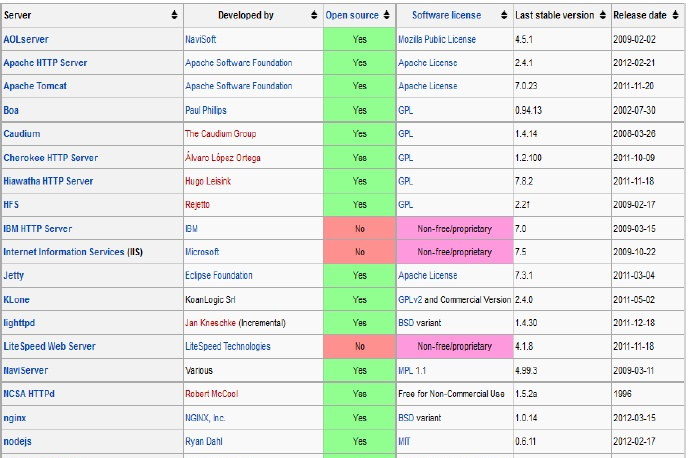 Server Developed by Open source Software license Last stable version Release date
AOLserver NaviSoft Yes Mozilla Public License 4.5.1 2009-02-02
Apache HTTP Server Apache Software Foundation Yes Apache License 2.4.1 2012-02-21
Apache Tomcat Apache Software Foundation Yes Apache License 7.0.23 2011-11-20
Boa Paul Philips Yes GPL 0.94.13 2002-07-30
Caudium The Caudium Group Yes GPL 1.4.14 2008-03-26
Cherokee HTTP Server Álvaro López Ortega Yes GPL 1.2.100 2011-10-09
Hiawatha HTTP Server Hugo Leisink Yes GPL 7.8.2 2011-11-18
HFS Rejetto Yes GPL 2.2f 2009-02-17
IBM HTTP Server IBM No Non-free/proprietary 7.0 2009-03-15
Internet Information Services (IIS) Microsoft No Non-free/proprietary 7.5 2009-10-22
Jetty Eclipse Foundation Yes Apache License 7.3.1 2011-03-04
KLone KoanLogic Srl Yes GPLv2 and Commercial Version 2.4.0 2011-05-02
lighttpd Jan Kneschke (Incremental) Yes BSD variant 1.4.30 2011-12-18
LiteSpeed Web Server LiteSpeed Technologies No Non-free/proprietary 4.1.8 2011-11-18
NaviServer Various Yes MPL 1.1 4.99.3 2009-03-11
NCSA HTTPd Robert McCool Yes Free for Non-Commercial Use 1.5.2a 1996
nginx NGINX, Inc. Yes BSD variant 1.0.14 2012-03-15
nodejs Ryan Dahl Yes MIT 0.6.11 2012-02-17